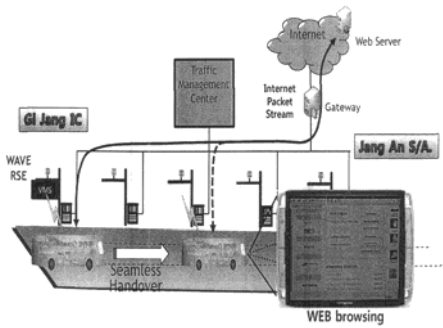 Internet
Web Server
Traffic
Management
Center
Internet
Packet
Stream
Gateway
Gi Jang IC
Jang An S/A.
WAVE
RSE
VMS
Seamless
Handover
WEB browsing